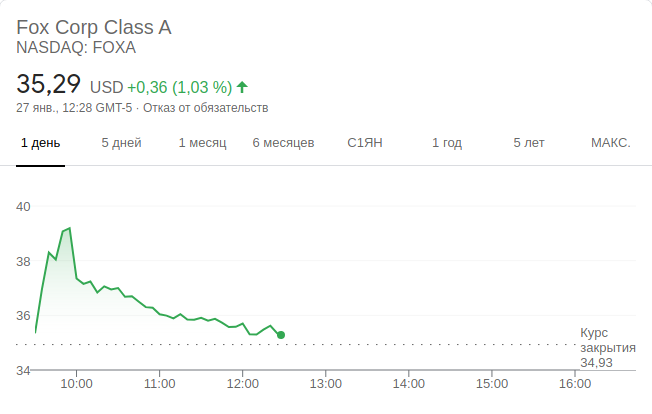 Fox Corp Class A
NASDAQ: FOXA
35,29 USD +0,36 (1,03 %)
27 янв., 12:28 GMT-5 · Отказ от обязательств
1 день 5 дней 1 месяц 6 месяцев С1ЯН 1 год 5 лет МАКС.
40
38
36
34
Курс
закрытия
34,93
10:00 11:00 12:00 13:00 14:00 15:00 16:00